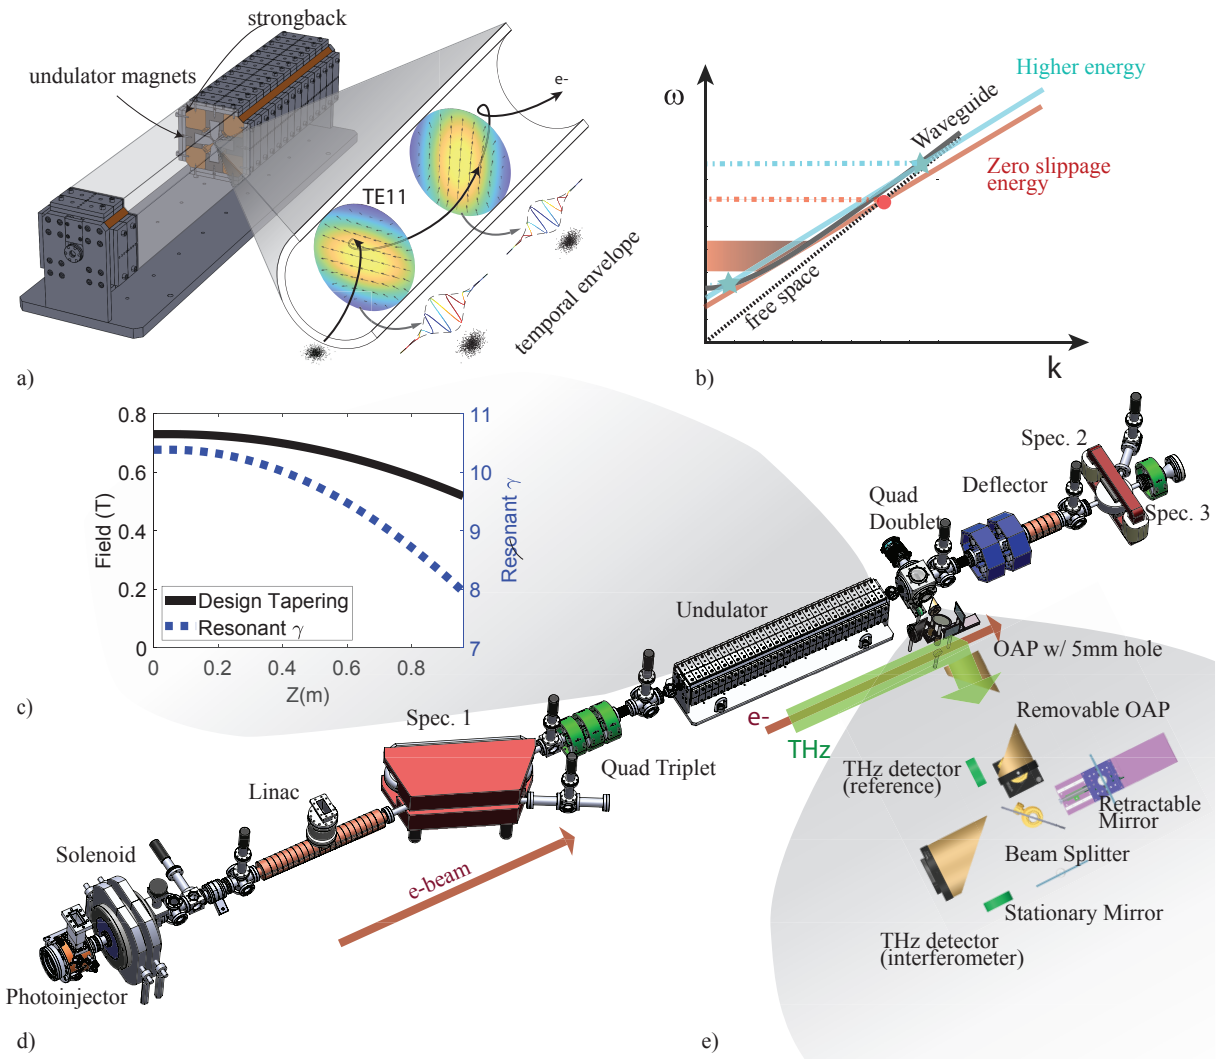 strongback
undulator magnets
e-
TE11
temporal envelope
a)
ω
Higher energy
Waveguide
Zero slippage
energy
free space
k
b)
0.8
0.6
0.4
0.2
0
Field (T)
11
10
9
8
7
Resonant γ
Design Tapering
Resonant γ
0
0.2
0.4
0.6
0.8
Z(m)
c)
Spec. 2
Deflector
Spec. 3
Quad
Doublet
Undulator
OAP w/ 5mm hole
e-
THz
Spec. 1
Quad Triplet
Linac
Solenoid
e-beam
Photoinjector
d)
Removable OAP
THz detector
(reference)
Retractable
Mirror
Beam Splitter
Stationary Mirror
THz detector
(interferometer)
e)